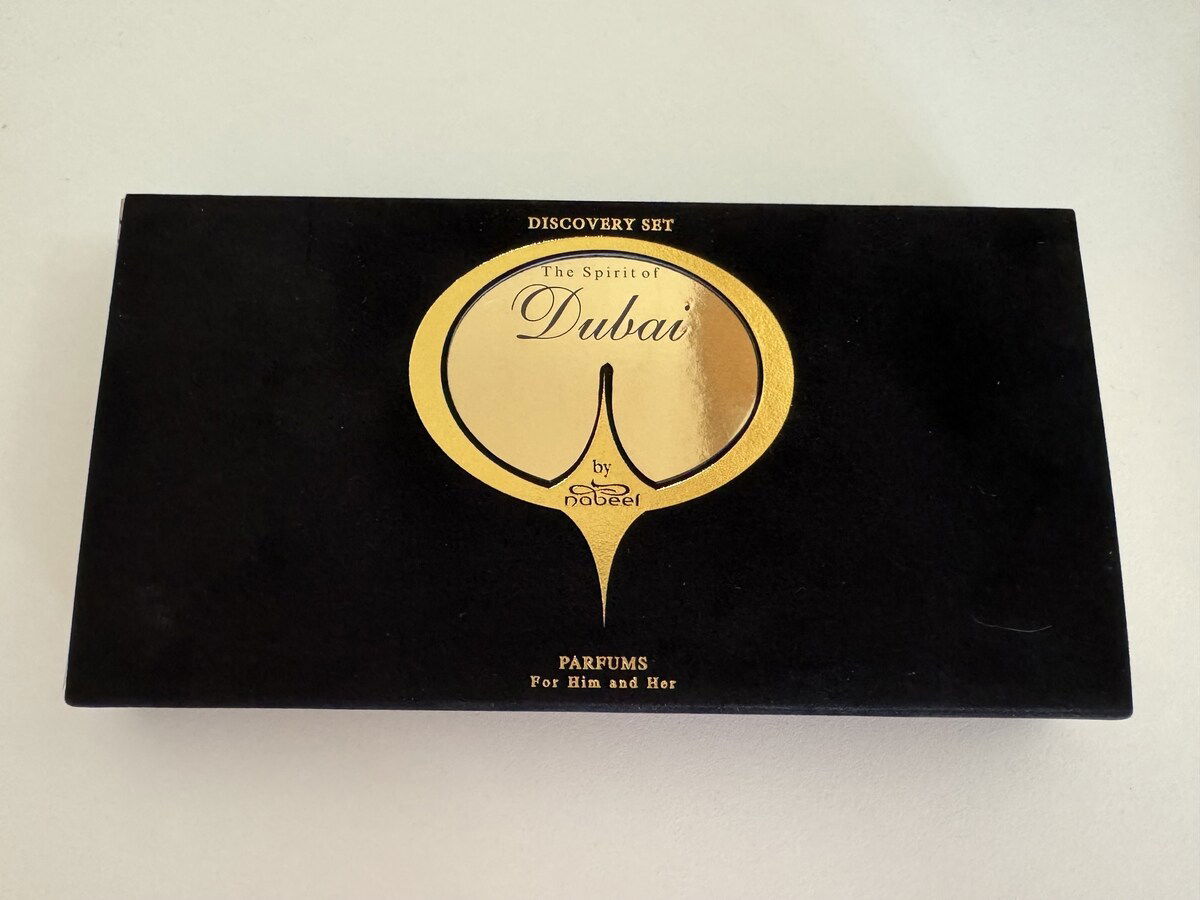 DISCOVERY SET
The Spirit of
Dubai
by
nabeel
PARFUMS
For Him and Her